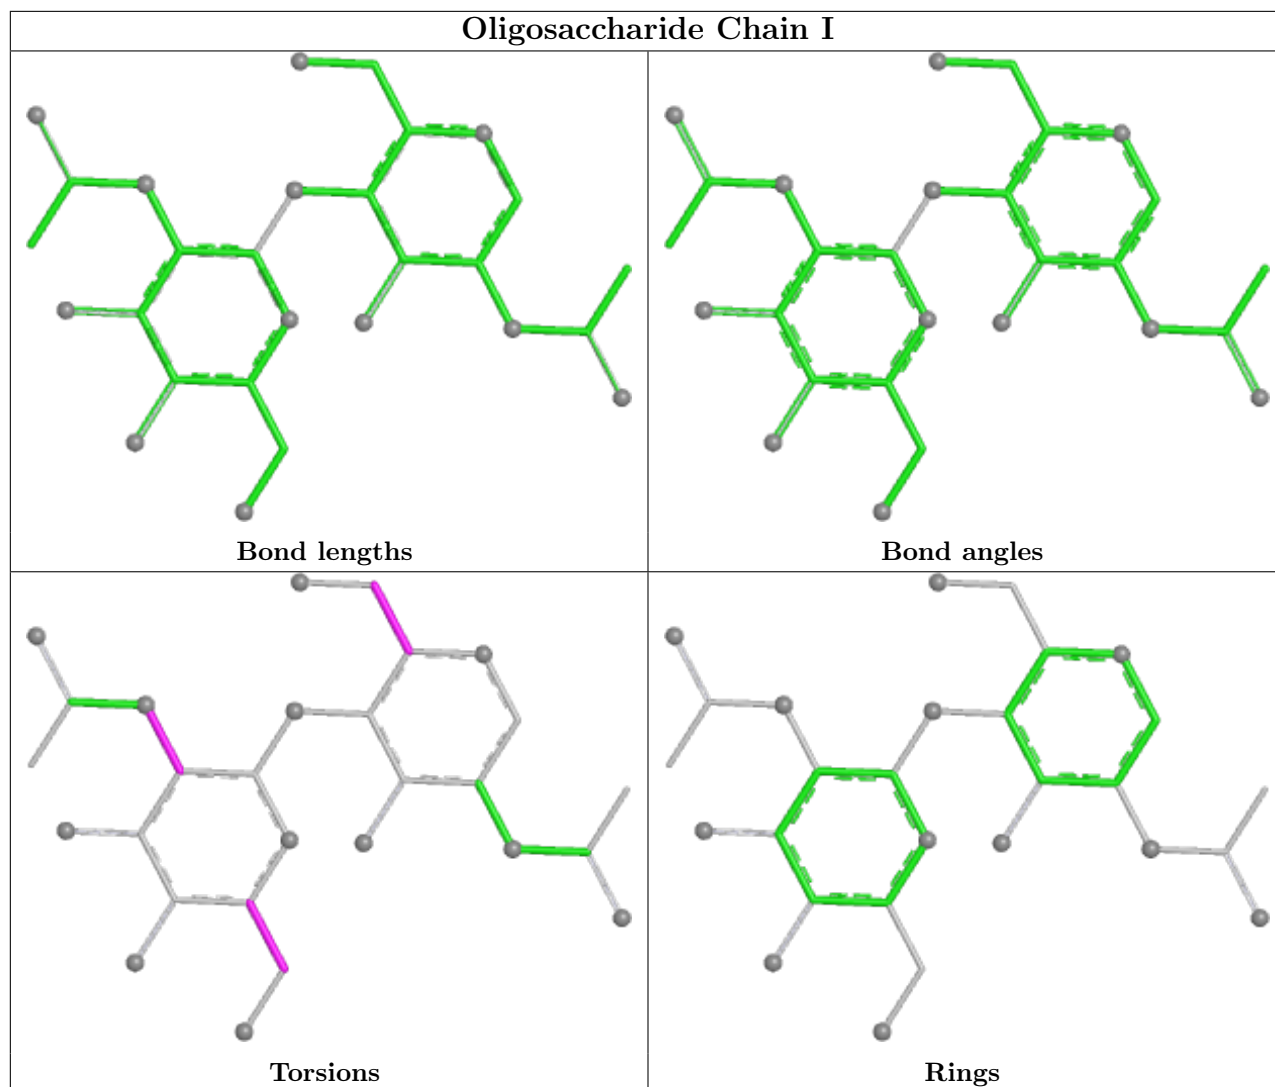 Oligosaccharide Chain I
Bond lengths
Bond angles
Torsions
Rings